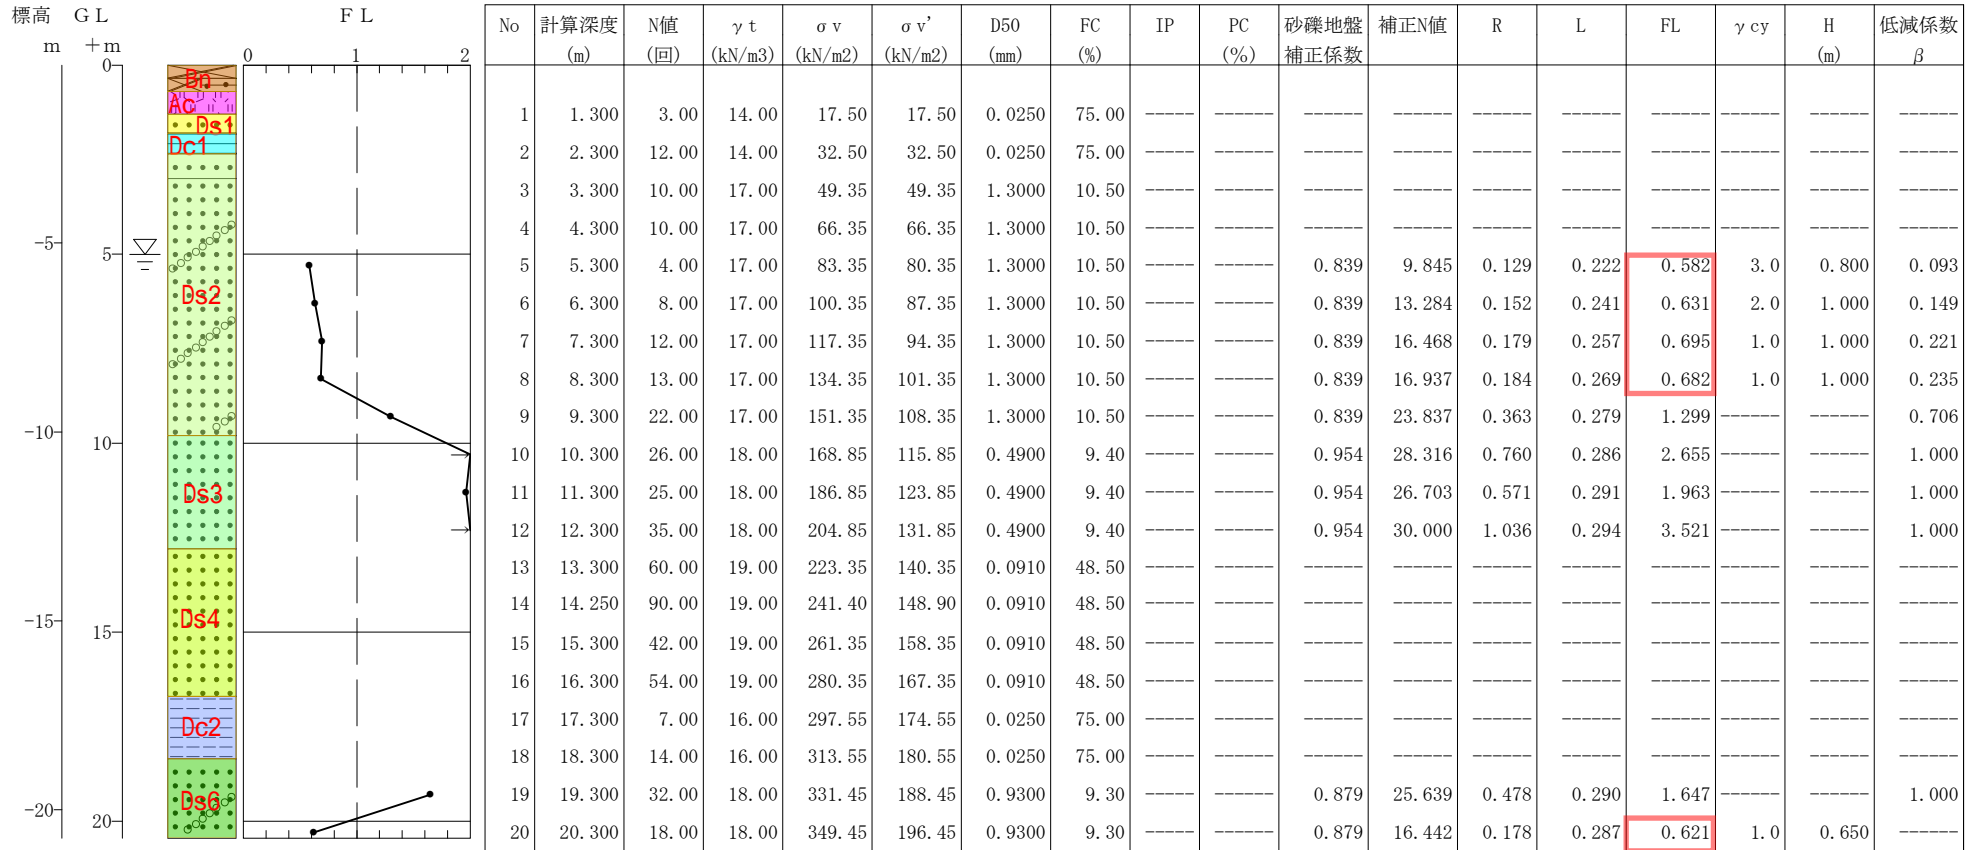 標高 GL FL No 計算深度 N値 γt σv σv' D50 FC IP PC 砂礫地盤 補正N値 R L FL γcy H 低減係数
m +m (m) (回) (kN/m3) (kN/m2) (kN/m2) (mm) (%) (%) 補正係数 (m) β
0 0 1 2
Bn
Ac
1 1.300 3.00 14.00 17.50 17.50 0.0250 75.00 ----- ----- ----- ----- ----- ----- ----- ----- ----- -----
Ds1
Dc1
2 2.300 12.00 14.00 32.50 32.50 0.0250 75.00 ----- ----- ----- ----- ----- ----- ----- ----- ----- -----
3 3.300 10.00 17.00 49.35 49.35 1.3000 10.50 ----- ----- ----- ----- ----- ----- ----- ----- ----- -----
4 4.300 10.00 17.00 66.35 66.35 1.3000 10.50 ----- ----- ----- ----- ----- ----- ----- ----- ----- -----
-5 5
5 5.300 4.00 17.00 83.35 80.35 1.3000 10.50 ----- ----- 0.839 9.845 0.129 0.222 0.582 3.0 0.800 0.093
Ds2
6 6.300 8.00 17.00 100.35 87.35 1.3000 10.50 ----- ----- 0.839 13.284 0.152 0.241 0.631 2.0 1.000 0.149
7 7.300 12.00 17.00 117.35 94.35 1.3000 10.50 ----- ----- 0.839 16.468 0.179 0.257 0.695 1.0 1.000 0.221
8 8.300 13.00 17.00 134.35 101.35 1.3000 10.50 ----- ----- 0.839 16.937 0.184 0.269 0.682 1.0 1.000 0.235
9 9.300 22.00 17.00 151.35 108.35 1.3000 10.50 ----- ----- 0.839 23.837 0.363 0.279 1.299 ----- ----- 0.706
-10 10
10 10.300 26.00 18.00 168.85 115.85 0.4900 9.40 ----- ----- 0.954 28.316 0.760 0.286 2.655 ----- ----- 1.000
Ds3
11 11.300 25.00 18.00 186.85 123.85 0.4900 9.40 ----- ----- 0.954 26.703 0.571 0.291 1.963 ----- ----- 1.000
12 12.300 35.00 18.00 204.85 131.85 0.4900 9.40 ----- ----- 0.954 30.000 1.036 0.294 3.521 ----- ----- 1.000
13 13.300 60.00 19.00 223.35 140.35 0.0910 48.50 ----- ----- ----- ----- ----- ----- ----- ----- ----- -----
14 14.250 90.00 19.00 241.40 148.90 0.0910 48.50 ----- ----- ----- ----- ----- ----- ----- ----- ----- -----
Ds4
-15 15
15 15.300 42.00 19.00 261.35 158.35 0.0910 48.50 ----- ----- ----- ----- ----- ----- ----- ----- ----- -----
16 16.300 54.00 19.00 280.35 167.35 0.0910 48.50 ----- ----- ----- ----- ----- ----- ----- ----- ----- -----
17 17.300 7.00 16.00 297.55 174.55 0.0250 75.00 ----- ----- ----- ----- ----- ----- ----- ----- ----- -----
Dc2
18 18.300 14.00 16.00 313.55 180.55 0.0250 75.00 ----- ----- ----- ----- ----- ----- ----- ----- ----- -----
19 19.300 32.00 18.00 331.45 188.45 0.9300 9.30 ----- ----- 0.879 25.639 0.478 0.290 1.647 ----- ----- 1.000
Ds6
-20 20
20 20.300 18.00 18.00 349.45 196.45 0.9300 9.30 ----- ----- 0.879 16.442 0.178 0.287 0.621 1.0 0.650 -----